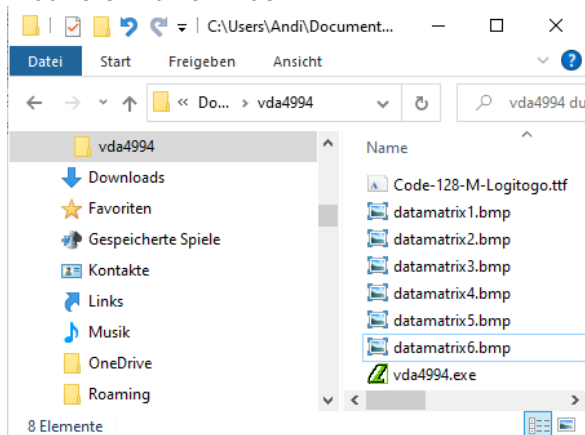 C:\Users\Andi\Document...
Datei Start Freigeben Ansicht
« Do... › vda4994
vda4994 du
vda4994
Downloads
Favoriten
Gespeicherte Spiele
Kontakte
Links
Musik
OneDrive
Roaming
Name
Code-128-M-Logitogo.ttf
datamatrix1.bmp
datamatrix2.bmp
datamatrix3.bmp
datamatrix4.bmp
datamatrix5.bmp
datamatrix6.bmp
vda4994.exe
8 Elemente